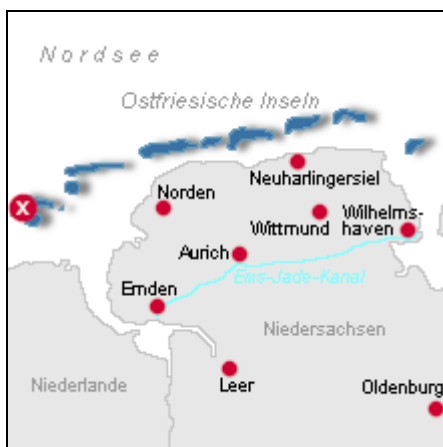 Nordsee
Ostfriesische Inseln
X
Neuharlingersiel
Norden
Wilhelms-
Wittmund haven
Aurich
Ems-Jade-Kanal
Emden
Niedersachsen
Niederlande
Leer
Oldenburg